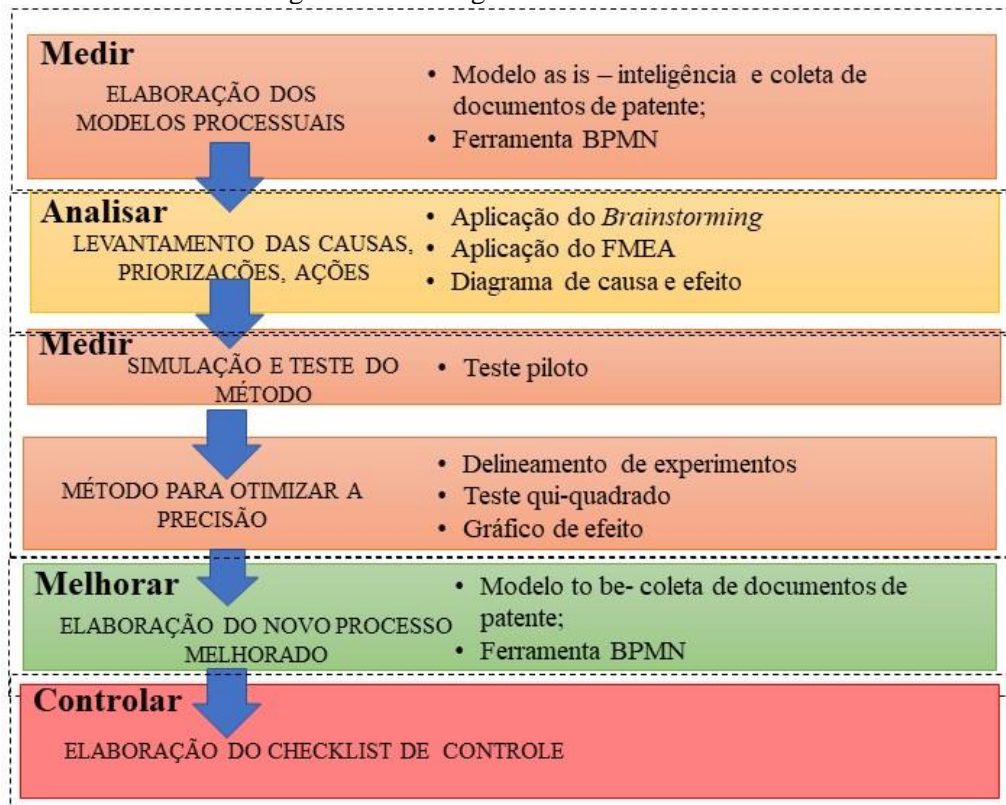 Medir
ELABORAÇÃO DOS
MODELOS PROCESSUAIS
• Modelo as is – inteligência e coleta de
documentos de patente;
• Ferramenta BPMN
Analisar
LEVANTAMENTO DAS CAUSAS,
PRIORIZAÇÕES, AÇÕES
• Aplicação do Brainstorming
• Aplicação do FMEA
• Diagrama de causa e efeito
Medir
SIMULAÇÃO E TESTE DO
MÉTODO
• Teste piloto
MÉTODO PARA OTIMIZAR A
PRECISÃO
• Delineamento de experimentos
• Teste qui-quadrado
• Gráfico de efeito
Melhorar
ELABORAÇÃO DO NOVO PROCESSO
MELHORADO
• Modelo to be- coleta de documentos de
patente;
• Ferramenta BPMN
Controlar
ELABORAÇÃO DO CHECKLIST DE CONTROLE